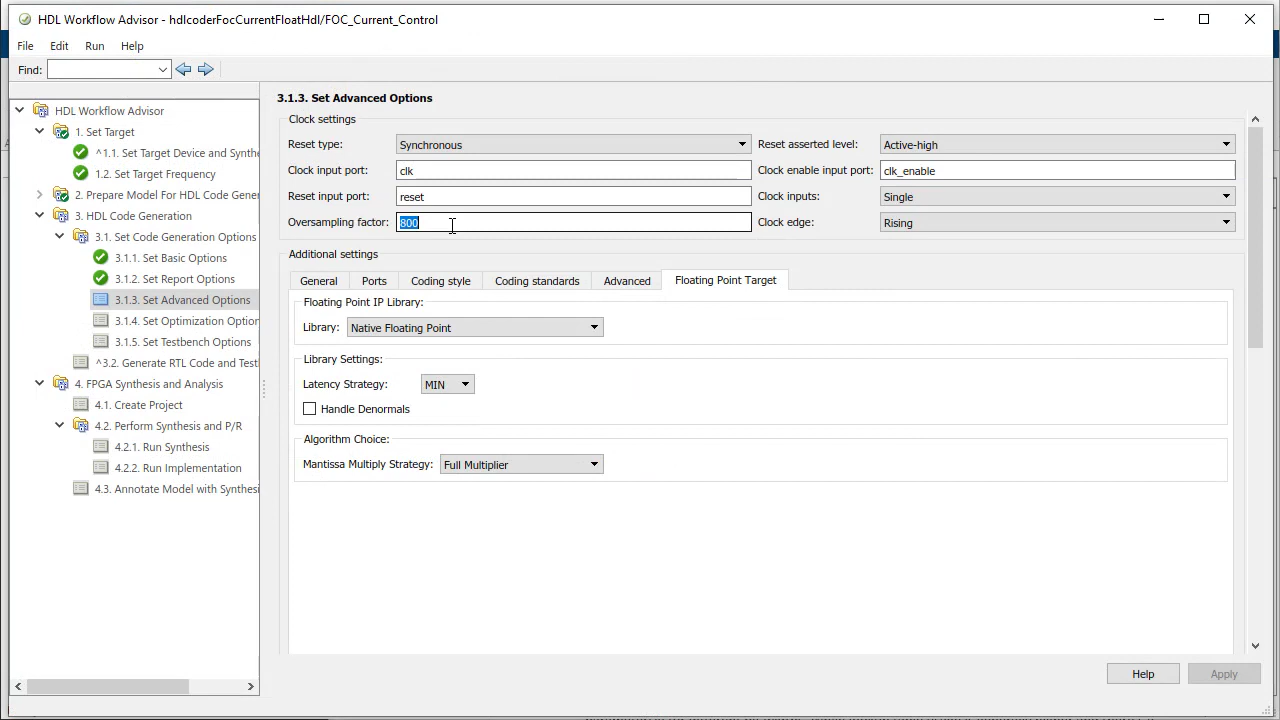 HDL Workflow Advisor - hdlcoderFocCurrentFloatHdl/FOC_Current_Control
File Edit Run Help
Find:
HDL Workflow Advisor
1. Set Target
^1.1. Set Target Device and Synthe
1.2. Set Target Frequency
2. Prepare Model For HDL Code Gener
3. HDL Code Generation
3.1. Set Code Generation Options
3.1.1. Set Basic Options
3.1.2. Set Report Options
3.1.3. Set Advanced Options
3.1.4. Set Optimization Option
3.1.5. Set Testbench Options
^3.2. Generate RTL Code and Test
4. FPGA Synthesis and Analysis
4.1. Create Project
4.2. Perform Synthesis and P/R
4.2.1. Run Synthesis
4.2.2. Run Implementation
4.3. Annotate Model with Synthesi
3.1.3. Set Advanced Options
Clock settings
Reset type: Synchronous Reset asserted level: Active-high
Clock input port: clk Clock enable input port: clk_enable
Reset input port: reset Clock inputs: Single
Oversampling factor: 800 Clock edge: Rising
Additional settings
General Ports Coding style Coding standards Advanced Floating Point Target
Floating Point IP Library:
Library: Native Floating Point
Library Settings:
Latency Strategy: MIN
Handle Denormals
Algorithm Choice:
Mantissa Multiply Strategy: Full Multiplier
Help Apply